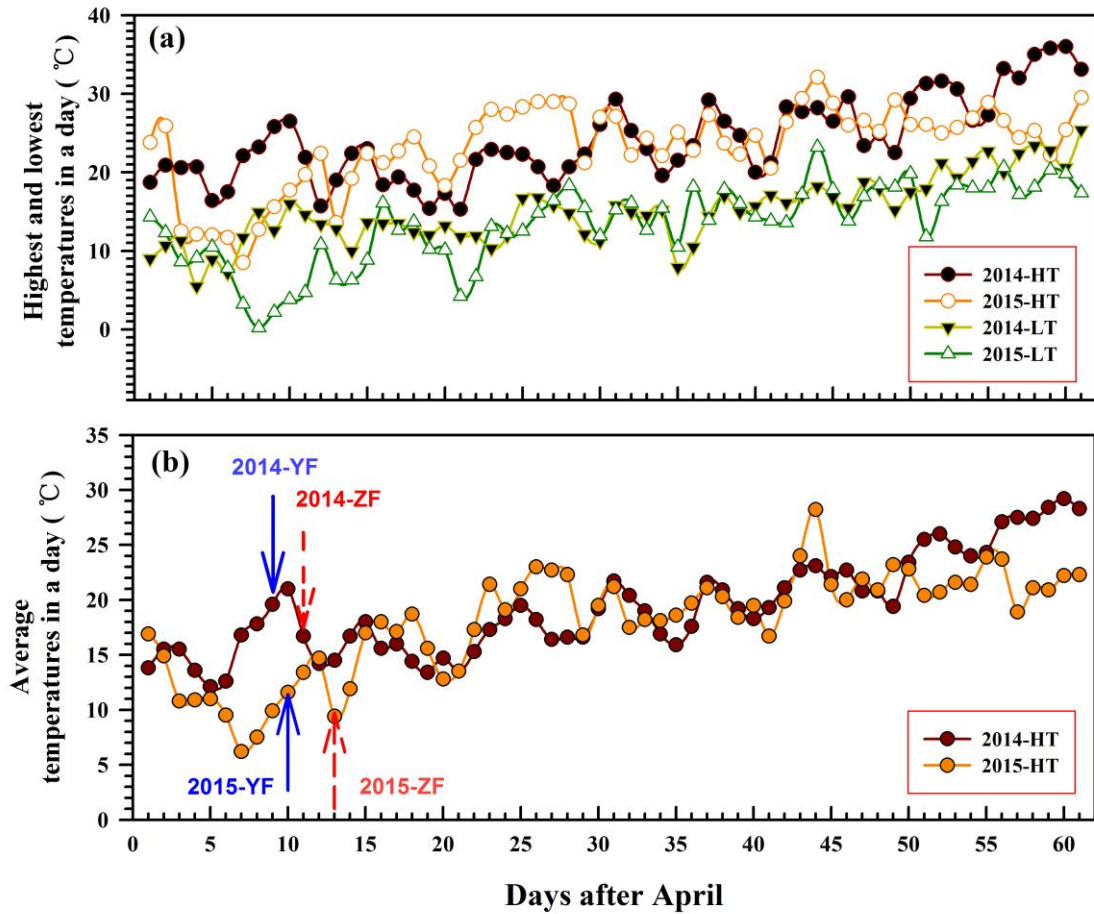 (a)
Highest and lowest
temperatures in a day ( ℃)
40
30
20
10
0
2014-HT
2015-HT
2014-LT
2015-LT
(b)
Average
temperatures in a day ( ℃)
35
30
25
20
15
10
5
0
2014-YF
2014-ZF
2015-YF
2015-ZF
2014-HT
2015-HT
0 5 10 15 20 25 30 35 40 45 50 55 60
Days after April